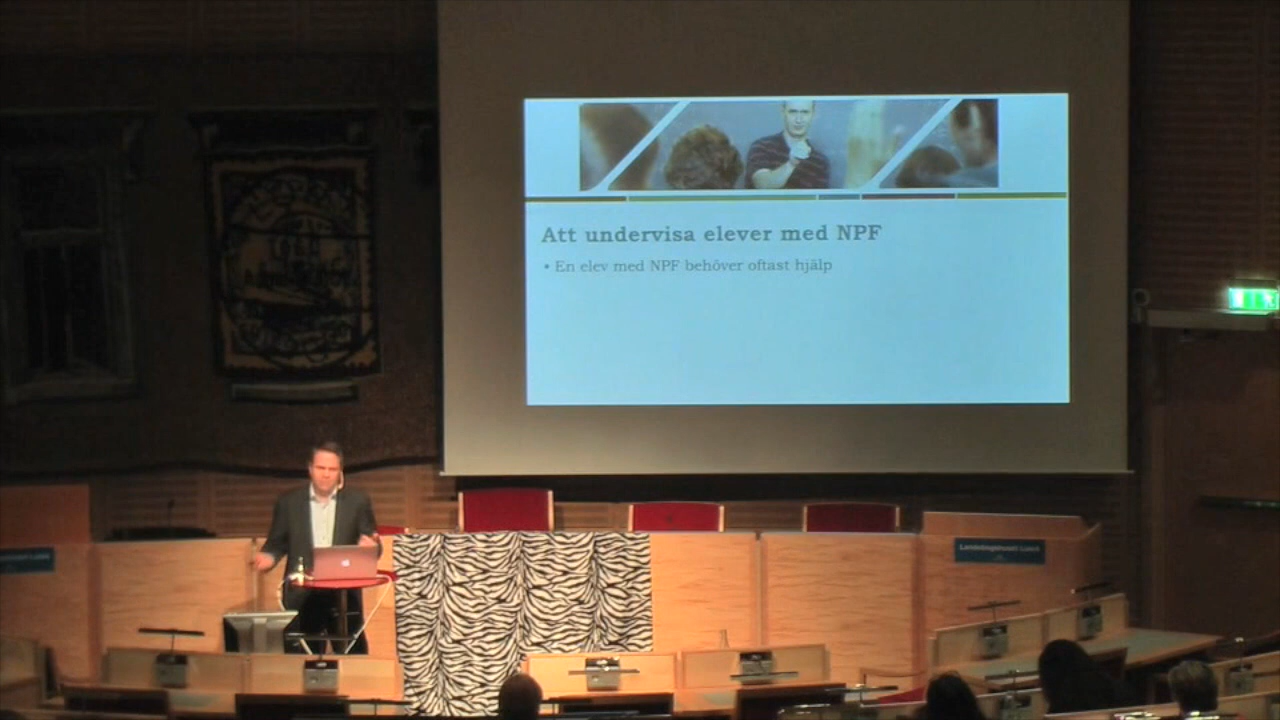 Att undervisa elever med NPF
• En elev med NPF behöver oftast hjälp